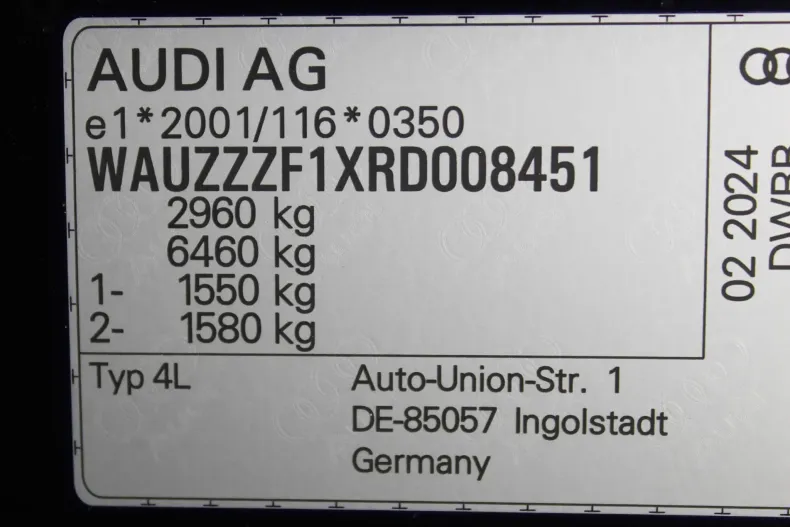 AUDI AG
e1*2001/116*0350
WAUZZZF1XRD008451
2960 kg
6460 kg
1- 1550 kg
2- 1580 kg
Typ 4L
Auto-Union-Str. 1
DE-85057 Ingolstadt
Germany
02 2024